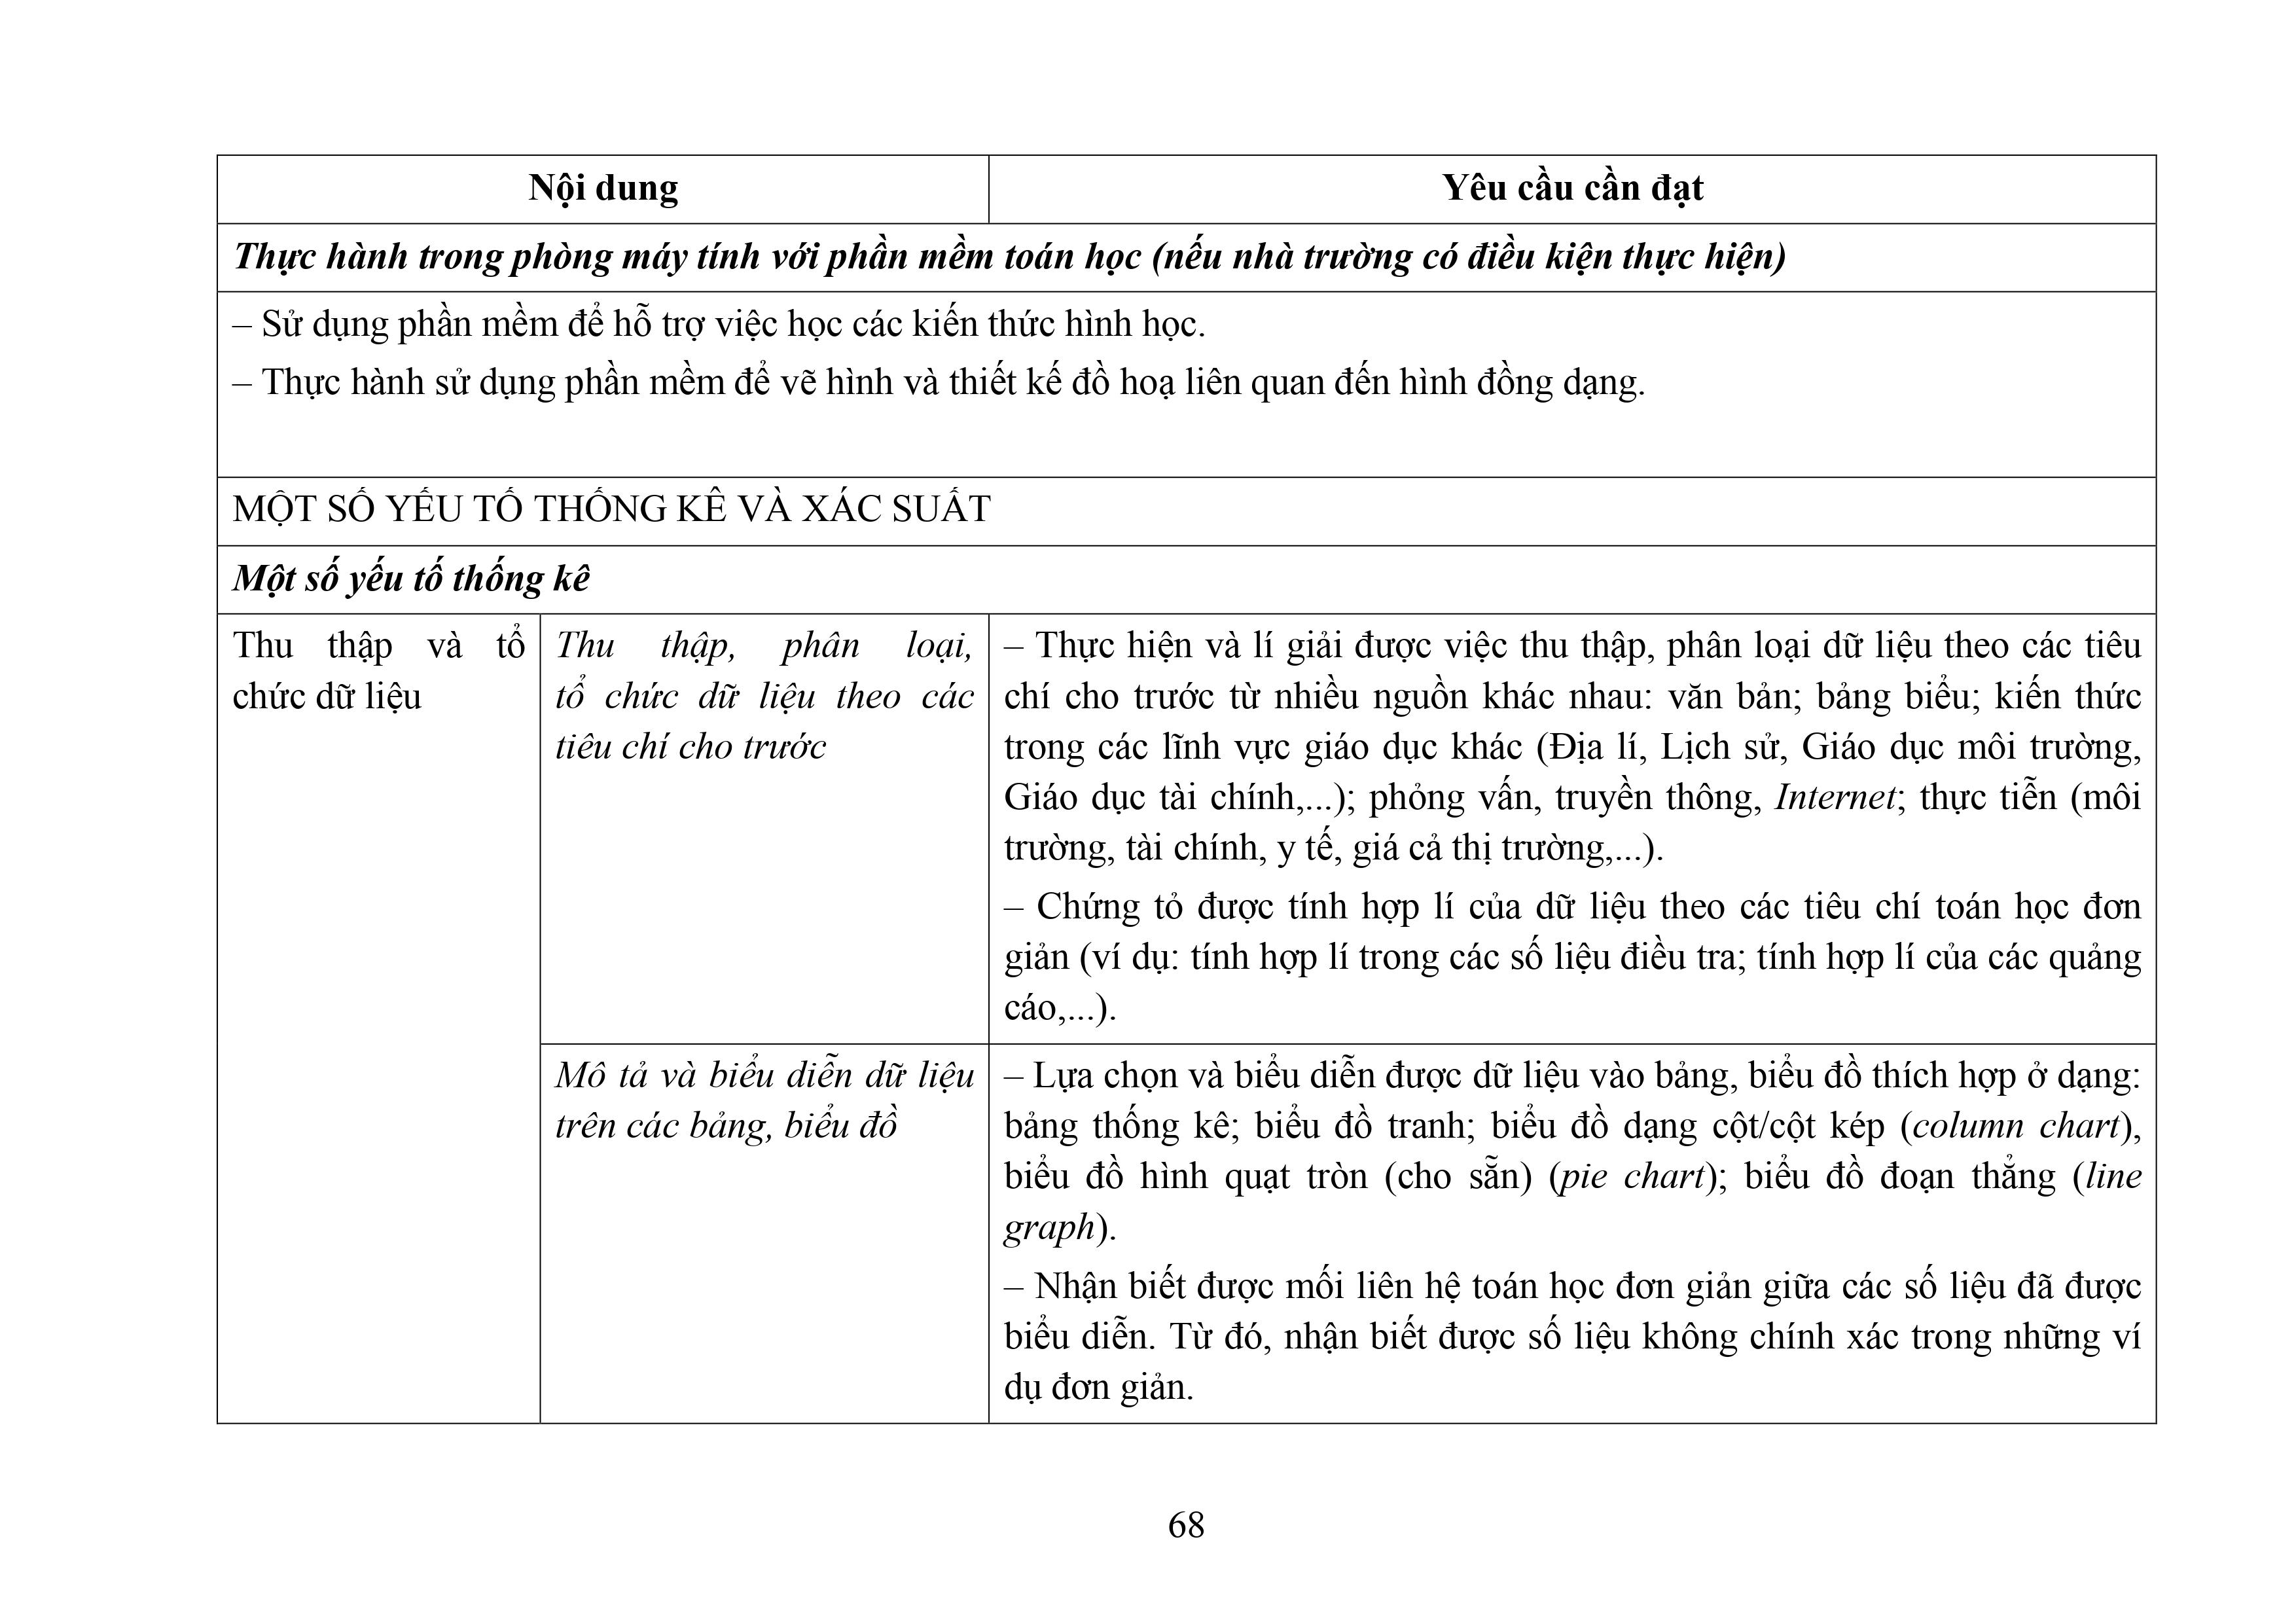 Nội dung
Yêu cầu cần đạt
Thực hành trong phòng máy tính với phần mềm toán học (nếu nhà trường có điều kiện thực hiện)
– Sử dụng phần mềm để hỗ trợ việc học các kiến thức hình học.
– Thực hành sử dụng phần mềm để vẽ hình và thiết kế đồ hoạ liên quan đến hình đồng dạng.
MỘT SỐ YẾU TỐ THỐNG KÊ VÀ XÁC SUẤT
Một số yếu tố thống kê
Thu thập và tổ
chức dữ liệu
Thu thập, phân loại,
tổ chức dữ liệu theo các
tiêu chí cho trước
– Thực hiện và lí giải được việc thu thập, phân loại dữ liệu theo các tiêu
chí cho trước từ nhiều nguồn khác nhau: văn bản; bảng biểu; kiến thức
trong các lĩnh vực giáo dục khác (Địa lí, Lịch sử, Giáo dục môi trường,
Giáo dục tài chính,...); phỏng vấn, truyền thông, Internet; thực tiễn (môi
trường, tài chính, y tế, giá cả thị trường,...).
– Chứng tỏ được tính hợp lí của dữ liệu theo các tiêu chí toán học đơn
giản (ví dụ: tính hợp lí trong các số liệu điều tra; tính hợp lí của các quảng
cáo,...).
Mô tả và biểu diễn dữ liệu
trên các bảng, biểu đồ
– Lựa chọn và biểu diễn được dữ liệu vào bảng, biểu đồ thích hợp ở dạng:
bảng thống kê; biểu đồ tranh; biểu đồ dạng cột/cột kép (column chart),
biểu đồ hình quạt tròn (cho sẵn) (pie chart); biểu đồ đoạn thẳng (line
graph).
– Nhận biết được mối liên hệ toán học đơn giản giữa các số liệu đã được
biểu diễn. Từ đó, nhận biết được số liệu không chính xác trong những ví
dụ đơn giản.
68